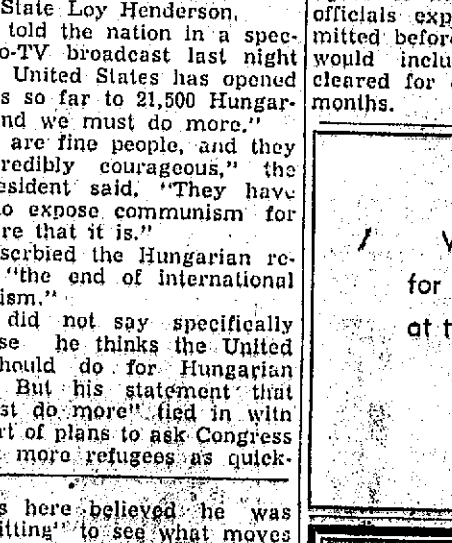 State Loy Henderson.
told the nation in a spec-
o-TV broadcast last night
United States has opened
s so far to 21,500 Hungar-
nd we must do more."
are fine people, and they
redibly courageous," the
esident said. "They have
o expose communism for
re that it is."
scerbied the Hungarian re-
"the end of international
ism."
did not say specifically
se he thinks the United
hould do for Hungarian
But his statement that
st do more" tied in with
rt of plans to ask Congress
more refugees as quick-
s here believed he was
itting" to see what moves
officials exp
mitted before
would inclu
cleared for
months.
for
at t